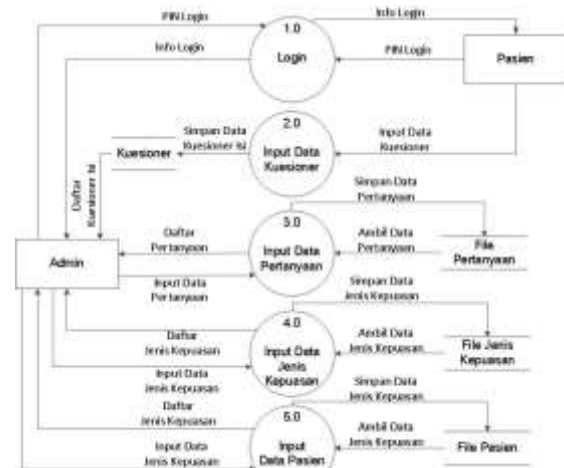 PIN Login
Info Login
1.0
Login
Info Login
PIN Login
Pasien
Simpan Data
Kuesioner Isi
Kuesioner
2.0
Input Data
Kuesioner
Input Data
Kuesioner
Daftar
Kuesioner Isi
Simpan Data
Pertanyaan
Daftar
Pertanyaan
3.0
Input Data
Pertanyaan
Ambil Data
Pertanyaan
File
Pertanyaan
Admin
Input Data
Pertanyaan
Simpan Data
Jenis Kepuasan
Daftar
Jenis Kepuasan
4.0
Input Data
Jenis
Kepuasan
Ambil Data
Jenis Kepuasan
File Jenis
Kepuasan
Input Data
Jenis Kepuasan
Simpan Data
Jenis Kepuasan
Daftar
Jenis Kepuasan
5.0
Input
Data Pasien
Ambil Data
Jenis Kepuasan
File Pasien
Input Data
Jenis Kepuasan